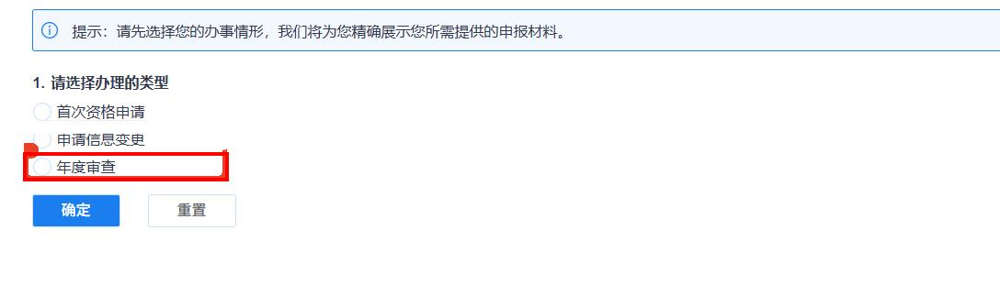 提示：请先选择您的办事情形，我们将为您精确展示您所需提供的申报材料。
1. 请选择办理的类型
首次资格申请
申请信息变更
年度审查
确定 重置